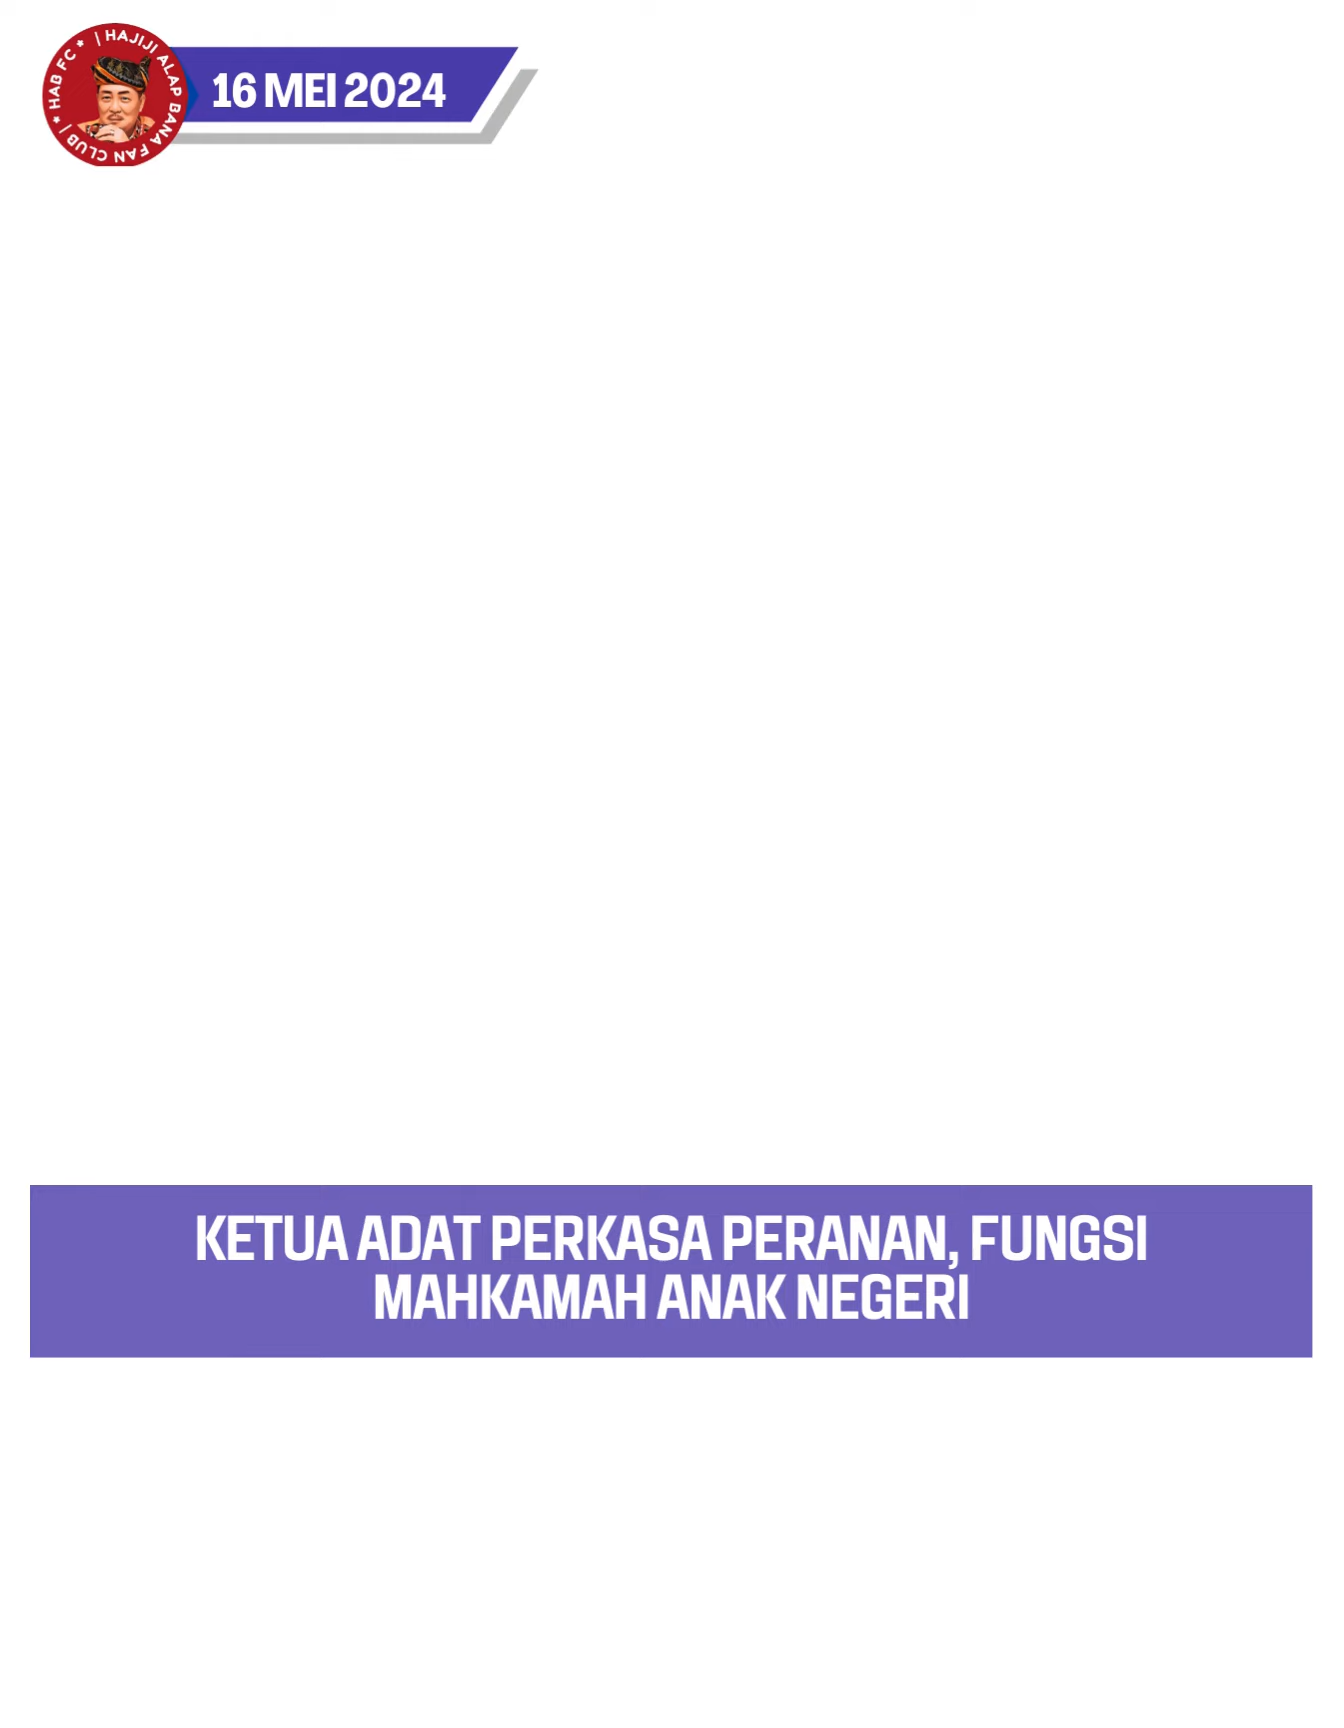 | HAJIJI ALAP BANA FAN CLUB | * HAB FC *
16 MEI 2024
KETUA ADAT PERKASA PERANAN, FUNGSI
MAHKAMAH ANAK NEGERI